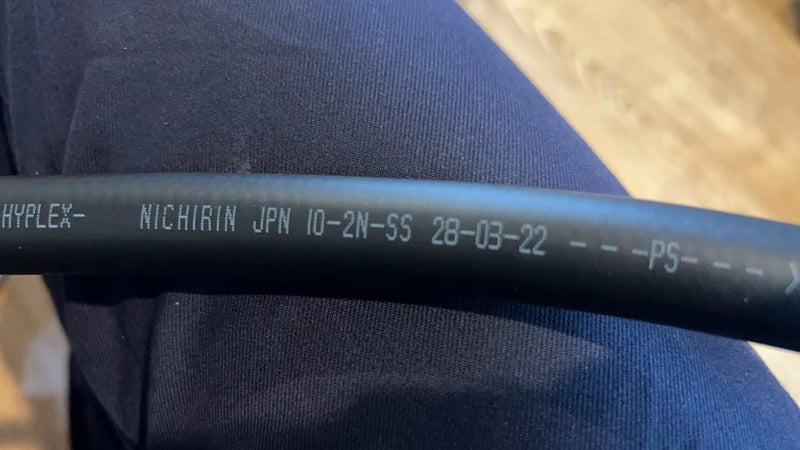 HYPLEX- NICHIRIN JPN 10-2N-SS 28-03-22 - - -PS- - - -